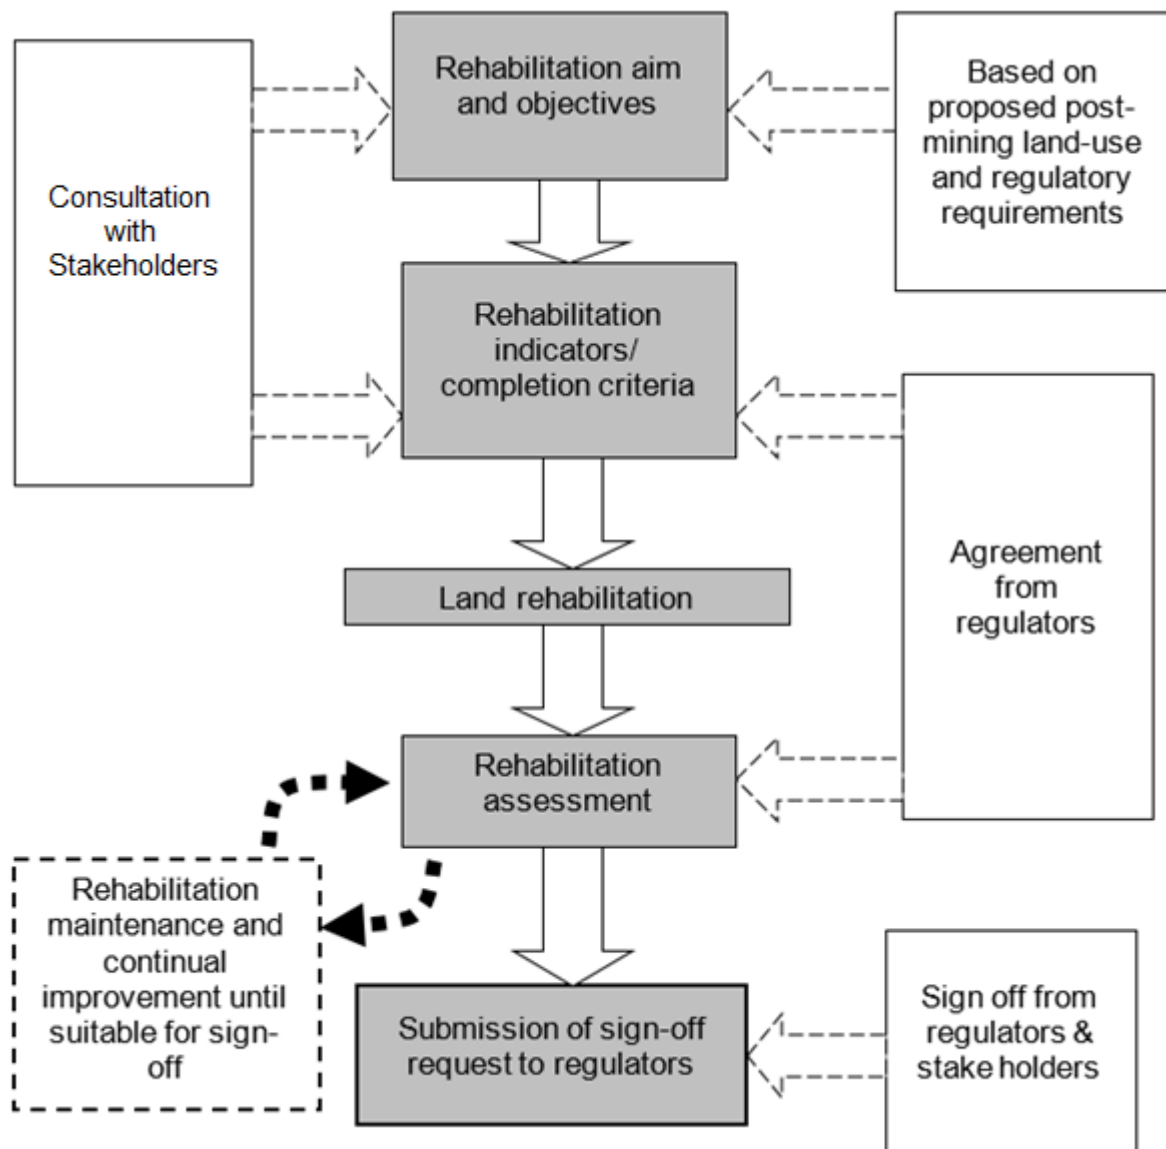 Rehabilitation aim
and objectives
Based on
proposed post-
mining land-use
and regulatory
requirements
Consultation
with
Stakeholders
Rehabilitation
indicators/
completion criteria
Agreement
from
regulators
Land rehabilitation
Rehabilitation
assessment
Rehabilitation
maintenance and
continual
improvement until
suitable for sign-
off
Submission of sign-off
request to regulators
Sign off from
regulators &
stake holders